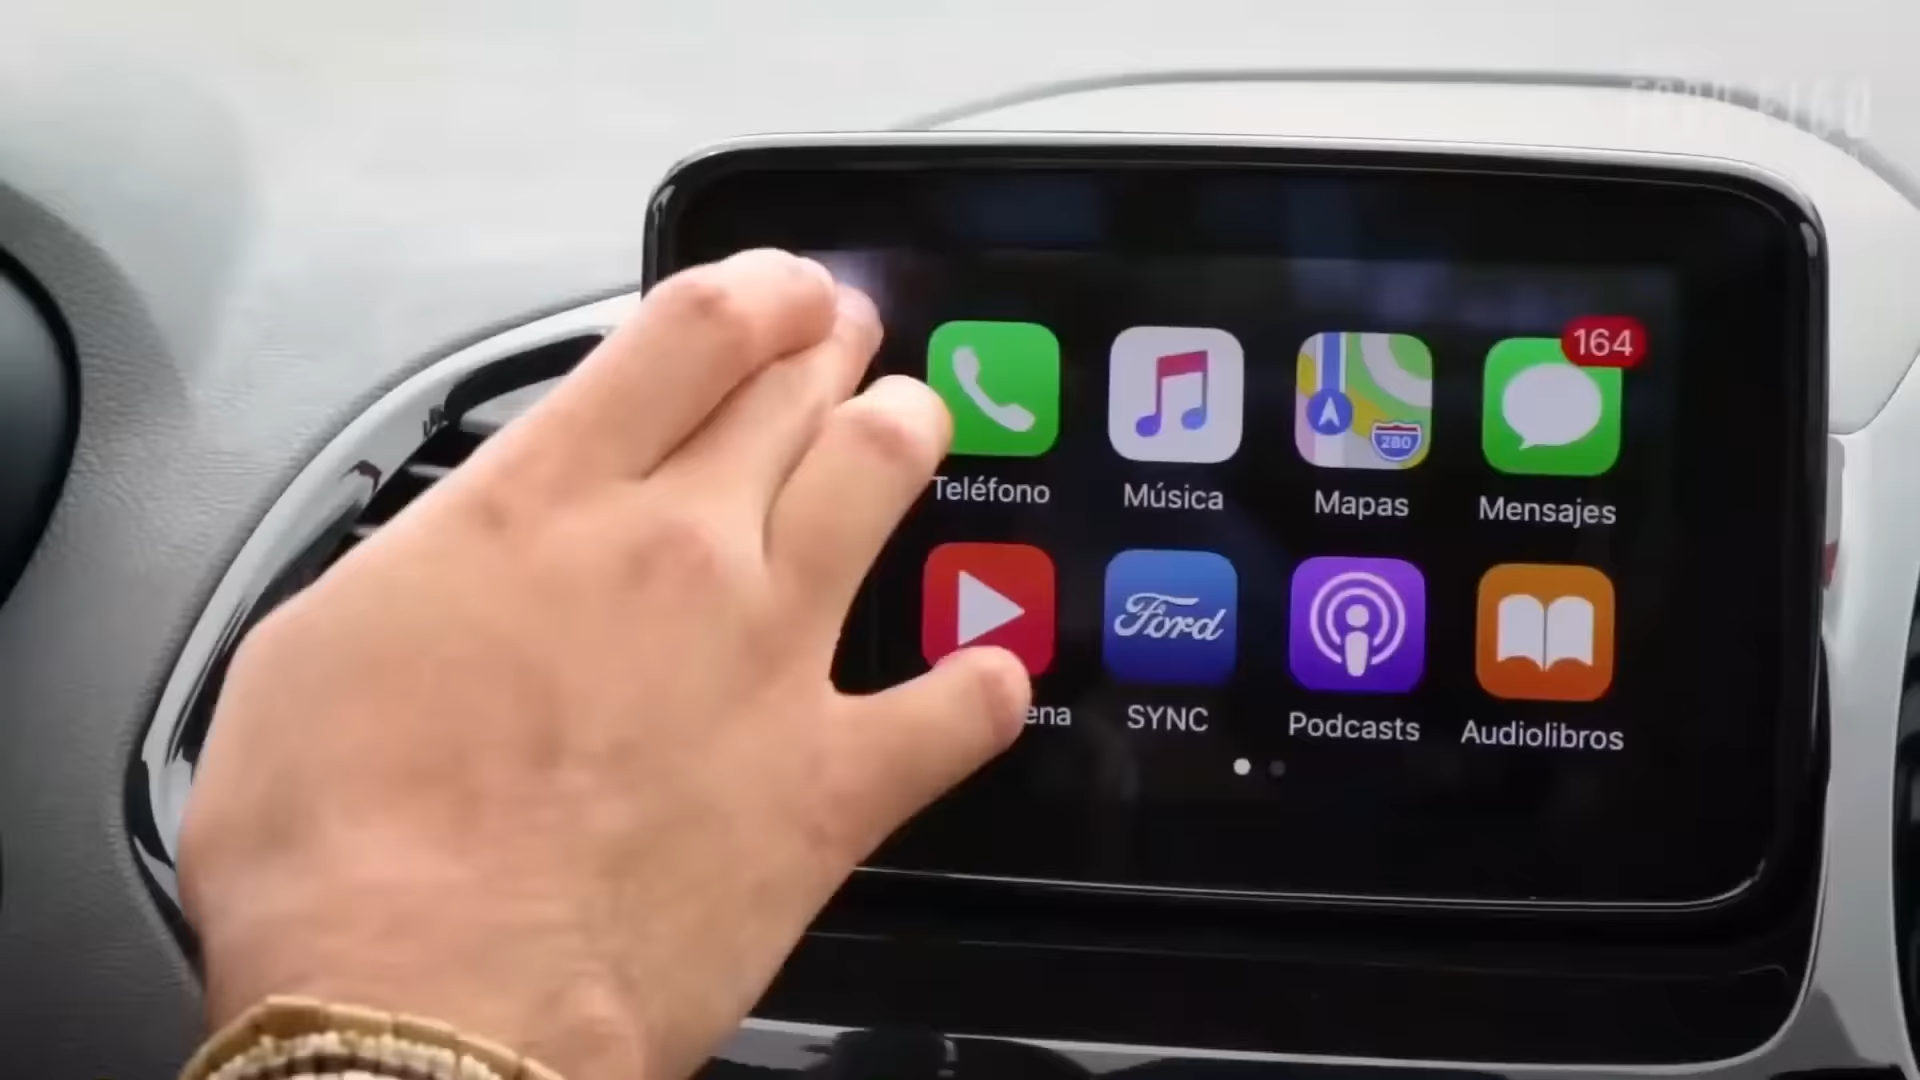 164
280
Teléfono
Música
Mapas
Mensajes
Ford
ena
SYNC
Podcasts
Audiolibros